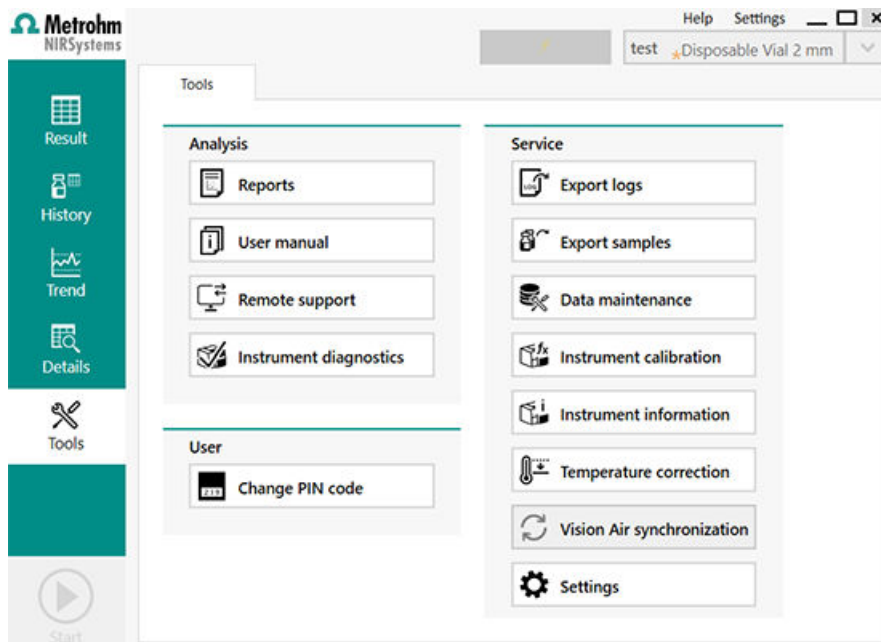 Metrohm
NIRSystems
Help Settings
test *Disposable Vial 2 mm
Result
History
Trend
Details
Tools
Start
Tools
Analysis
Reports
User manual
Remote support
Instrument diagnostics
User
Change PIN code
Service
Export logs
Export samples
Data maintenance
Instrument calibration
Instrument information
Temperature correction
Vision Air synchronization
Settings